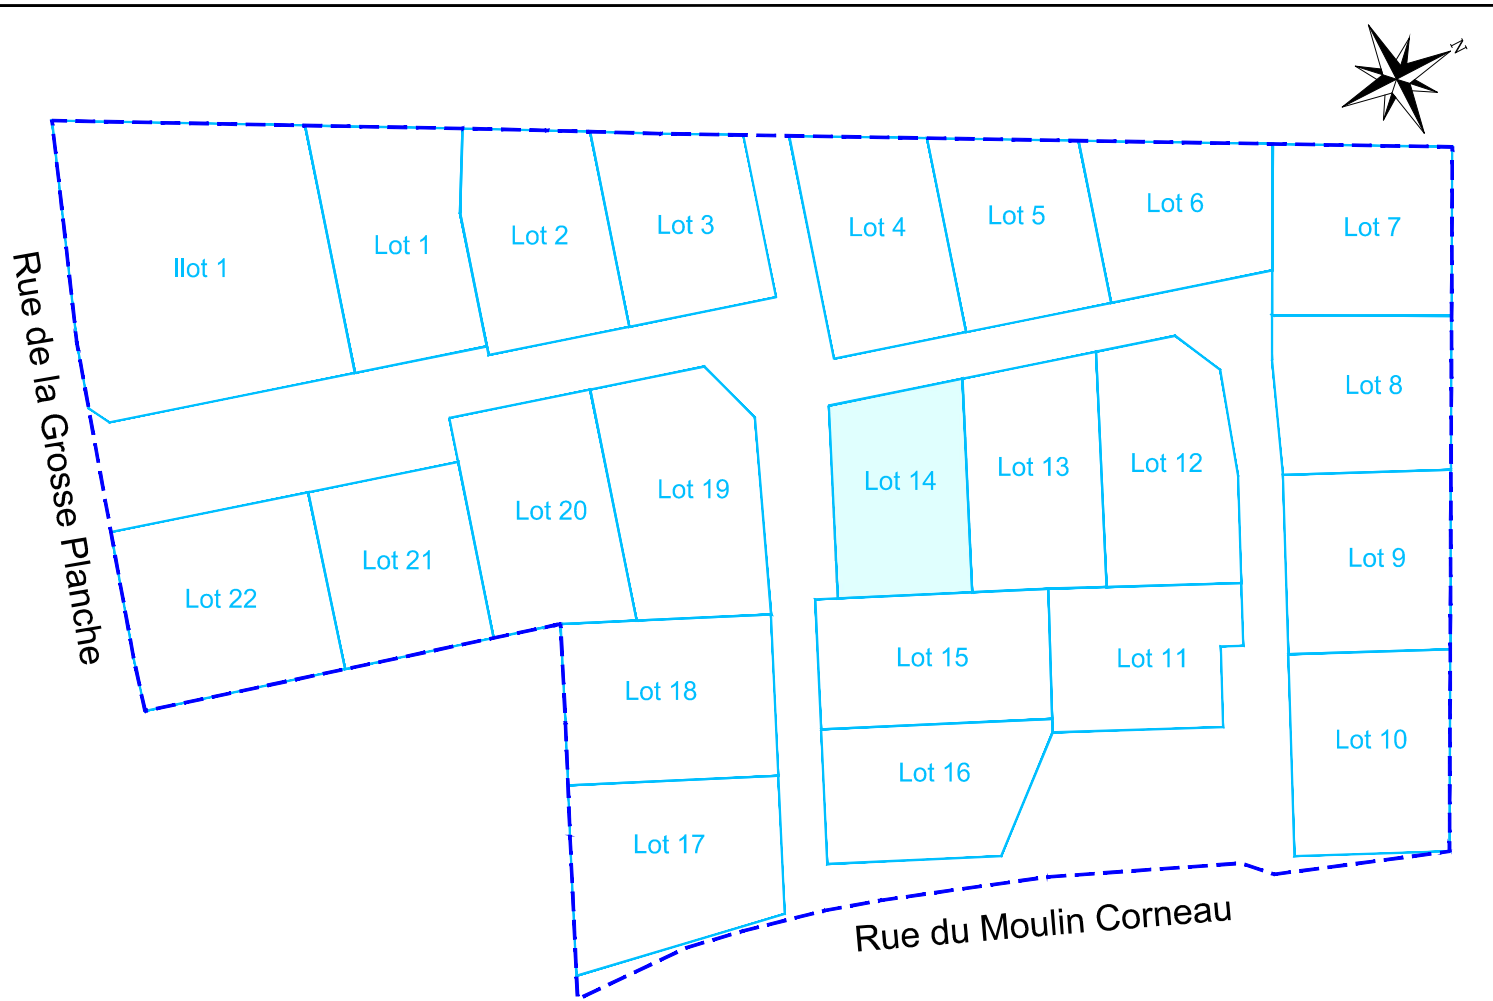 N
Lot 6
Lot 5
Lot 3
Lot 4
Lot 7
Lot 2
Lot 1
Ilot 1
Rue de la Grosse Planche
Lot 8
Lot 12
Lot 13
Lot 14
Lot 19
Lot 20
Lot 9
Lot 21
Lot 22
Lot 15
Lot 11
Lot 18
Lot 10
Lot 16
Lot 17
Rue du Moulin Corneau